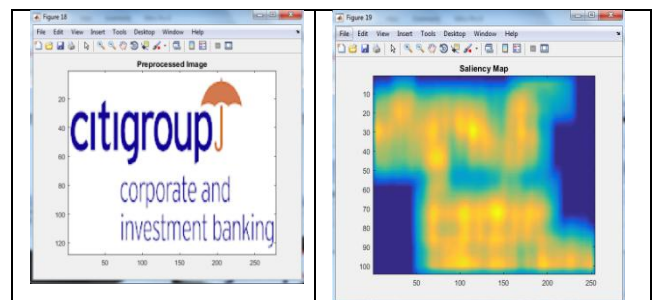 Figure 18
File Edit View Insert Tools Desktop Window Help
Preprocessed Image
20
40
60
80
100
120
citigroup
corporate and
investment banking
50 100 150 200 250
Figure 19
File Edit View Insert Tools Desktop Window Help
Saliency Map
10
20
30
40
50
60
70
80
90
100
50 100 150 200 250